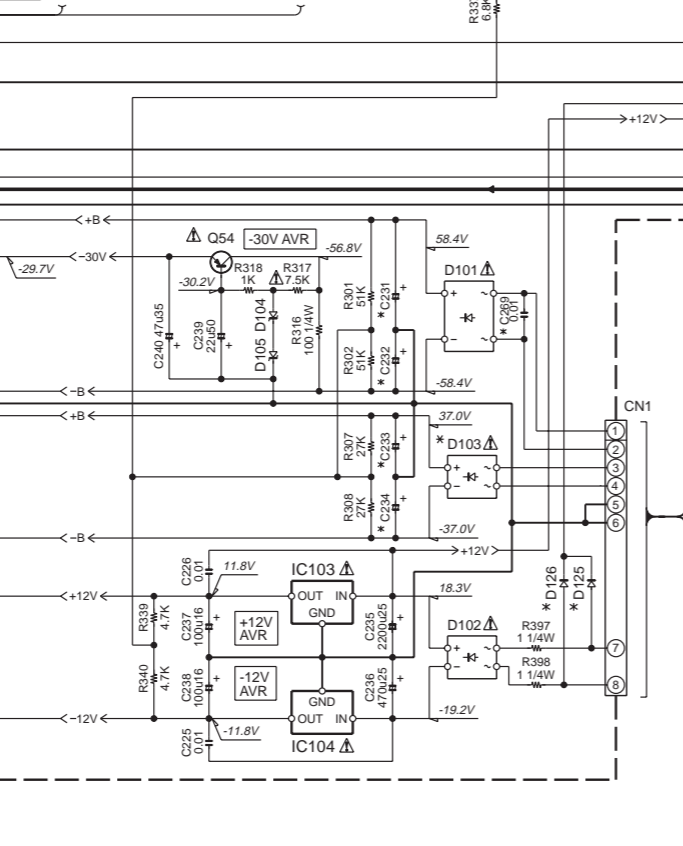 R337
6.8K
+12V
+B
Q54
-30V AVR
-56.8V
58.4V
−30V
-29.7V
-30.2V
R318
1K
R317
7.5K
D101
C240 47u35
C239
22u50
D105 D104
R316
100 1/4W
R301
51K
* C231
* C269
0.01
R302
51K
* C232
−B
-58.4V
+B
37.0V
CN1
R307
27K
* C233
* D103
1
2
3
4
5
6
R308
27K
* C234
−B
-37.0V
+12V
C226
0.01
11.8V
IC103
+12V
OUT IN
GND
18.3V
* D126
* D125
R339
4.7K
C237
100u16
+12V
AVR
C235
2200u25
D102
R397
1 1/4W
7
R340
4.7K
C238
100u16
-12V
AVR
C236
470u25
R398
1 1/4W
8
GND
OUT IN
−12V
-11.8V
-19.2V
C225
0.01
IC104